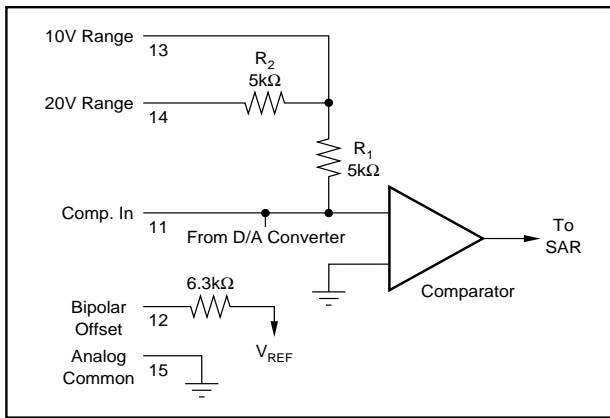 10V Range
13
R2
5kΩ
20V Range
14
R1
5kΩ
Comp. In
11
From D/A Converter
To
SAR
Comparator
6.3kΩ
Bipolar
Offset
12
VREF
Analog
Common
15